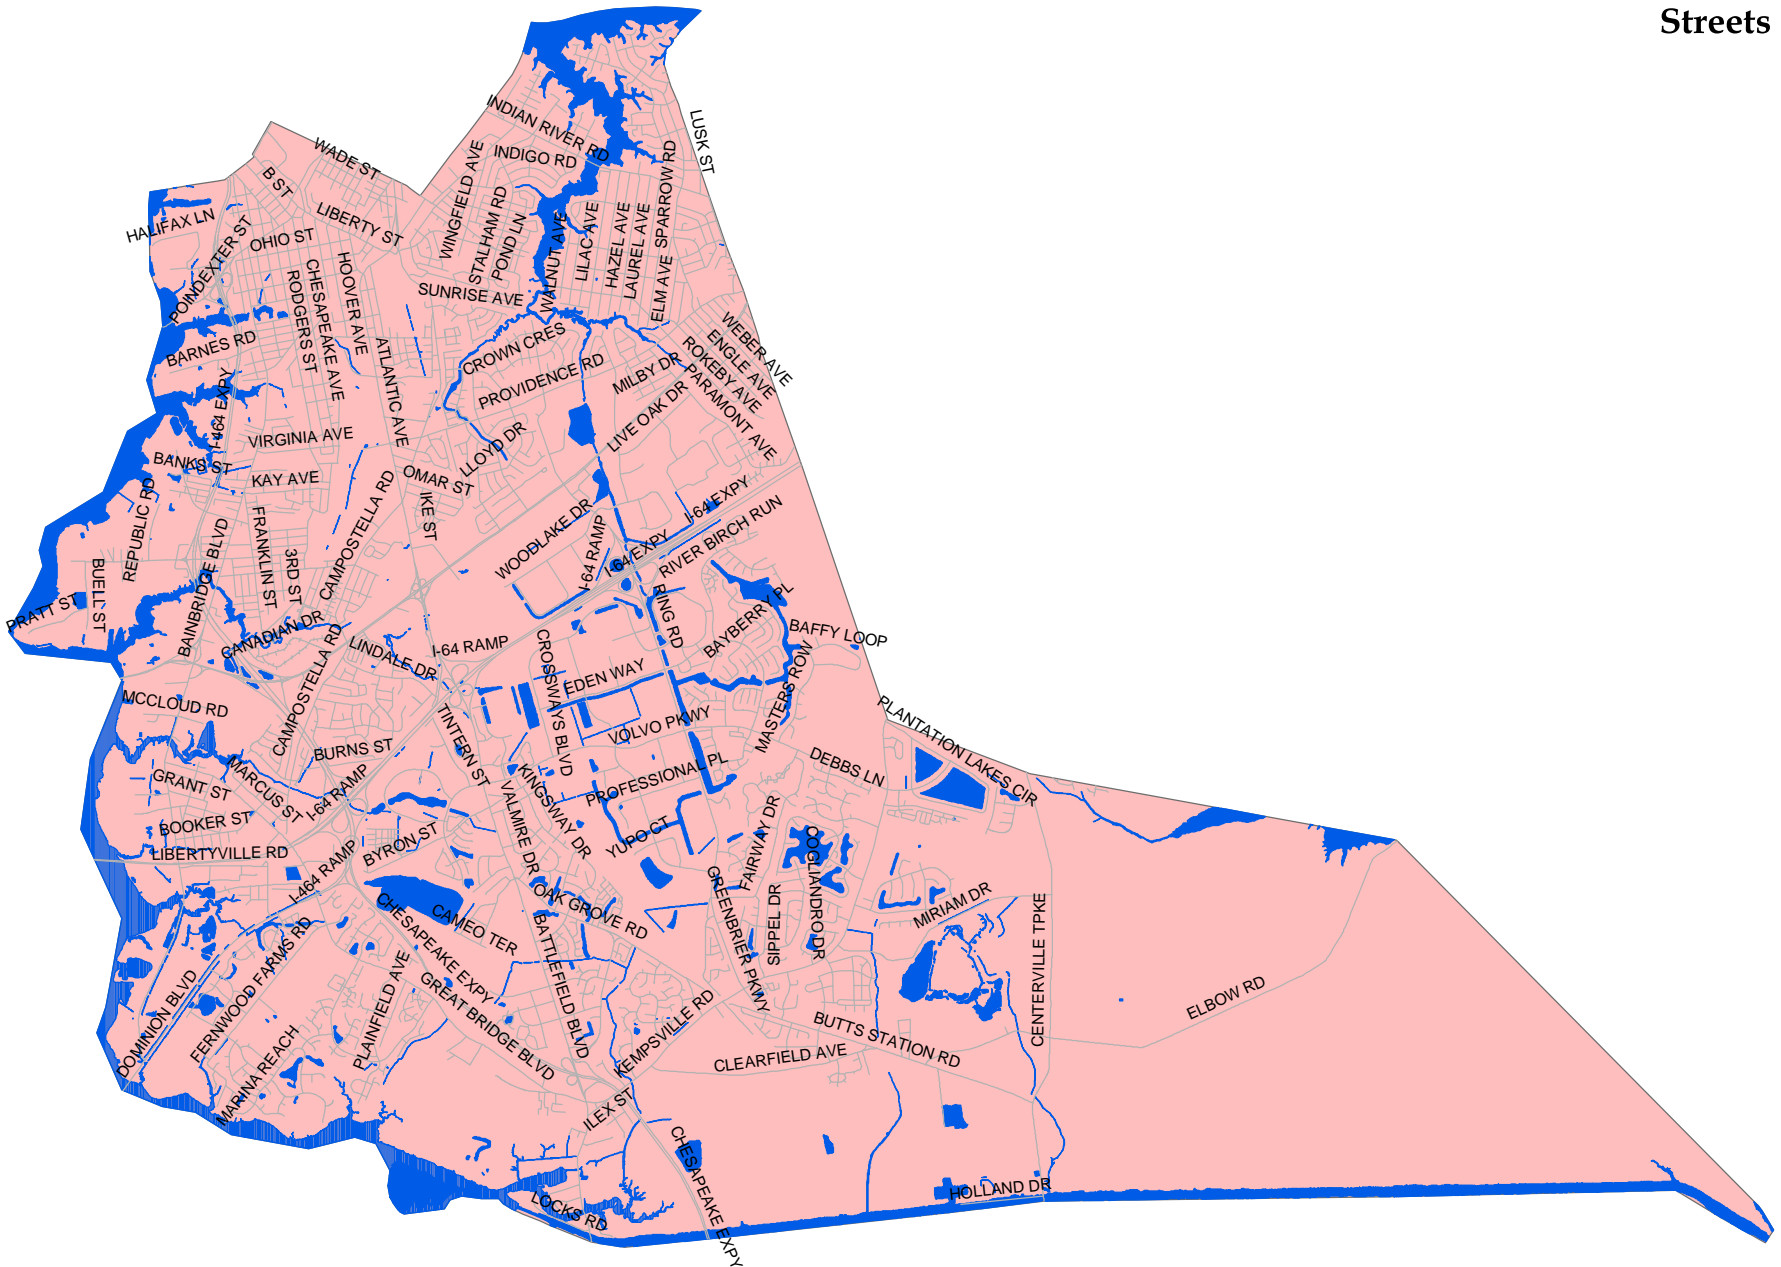 Streets
INDIAN RIVER RD
LUSK ST
WADE ST
INDIGO RD
B ST
WINGFIELD AVE
STALHAM RD
POND LN
ELM AVE
SPARROW RD
HALIFAX LN
LIBERTY ST
OHIO ST
POINDEXTER ST
WALNUT AVE
LILAC AVE
HAZEL AVE
LAUREL AVE
HOOVER AVE
CHESAPEAKE AVE
RODGERS ST
SUNRISE AVE
BARNES RD
CROWN CRES
WEBER AVE
ENGLE AVE
ROKEBY AVE
PARAMONT AVE
ATLANTIC AVE
PROVIDENCE RD
MILBY DR
LIVE OAK DR
I-464 EXPY
VIRGINIA AVE
LLOYD DR
BANKS ST
KAY AVE
OMAR ST
REPUBLIC RD
IKE ST
CAMPOSTELLA RD
WOODLAKE DR
I-64 EXPY
RIVER BIRCH RUN
I-64 RAMP
I-64 EXPY
FRANKLIN ST
3RD ST
BAINBRIDGE BLVD
BUELL ST
PRATT ST
CANADIAN DR
RING RD
BAYBERRY PL
BAFFY LOOP
LINDALE DR
I-64 RAMP
CROSSWAYS BLVD
EDEN WAY
CAMPOSTELLA RD
MASTERS ROW
MCCLOUD RD
TINTERN ST
VOLVO PKWY
PLANTATION LAKES CIR
BURNS ST
DEBBS LN
GRANT ST
MARCUS ST
I-64 RAMP
KINGSWAY DR
PROFESSIONAL PL
VALMIRE DR
BOOKER ST
BYRON ST
YUPO CT
FAIRWAY DR
COGLIANDRO DR
LIBERTYVILLE RD
I-464 RAMP
GREENBRIER PKWY
SIPPEL DR
MIRIAM DR
CENTERVILLE TPKE
OAK GROVE RD
CHESAPEAKE EXPY
CAMEO TER
BATTLEFIELD BLVD
FERNWOOD FARMS RD
PLAINFIELD AVE
GREAT BRIDGE BLVD
DOMINION BLVD
ELBOW RD
KEMPSVILLE RD
BUTTS STATION RD
MARINA REACH
CLEARFIELD AVE
ILEX ST
CHESAPEAKE EXPY
HOLLAND DR
LOCKS RD